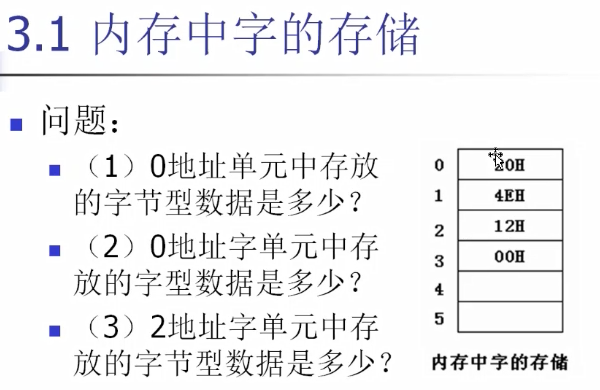 3.1 内存中字的存储
问题：
（1）0地址单元中存放
的字节型数据是多少？
（2）0地址字单元中存
放的字型数据是多少？
（3）2地址字单元中存
放的字节型数据是多少？
0
1 4EH
2 12H
3 00H
4
5
内存中字的存储